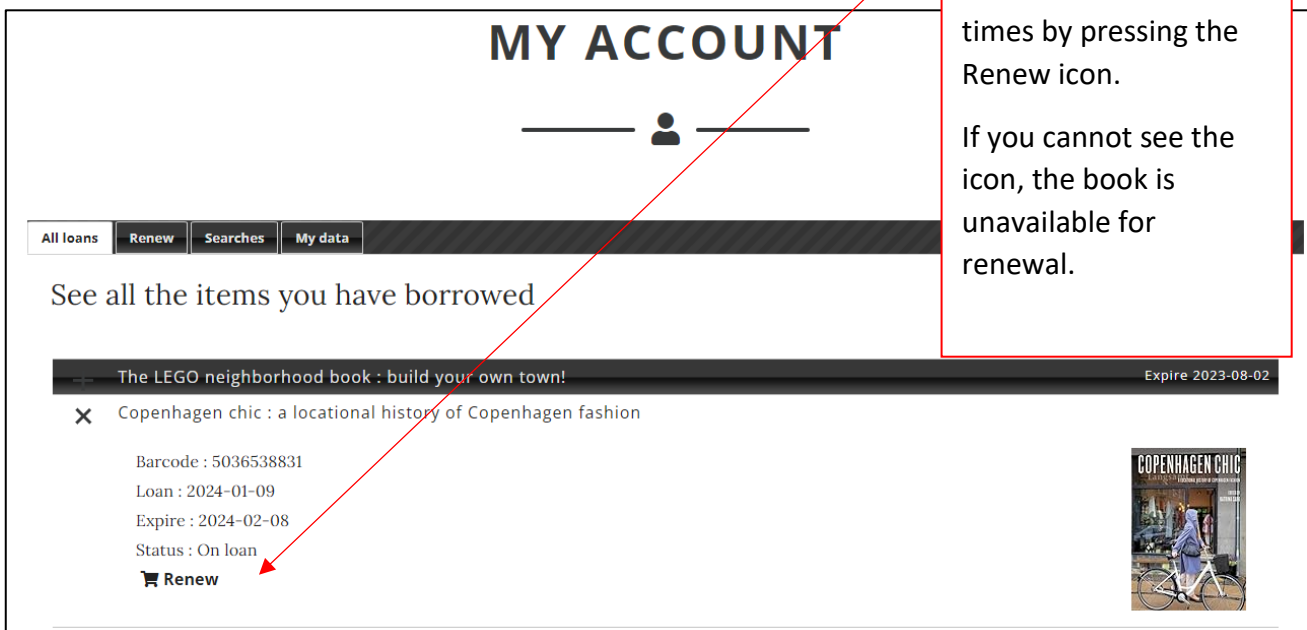 MY ACCOUNT
times by pressing the
Renew icon.
If you cannot see the
icon, the book is
unavailable for
renewal.
All loans Renew Searches My data
See all the items you have borrowed
The LEGO neighborhood book : build your own town! Expire 2023-08-02
Copenhagen chic : a locational history of Copenhagen fashion
Barcode : 5036538831
Loan : 2024-01-09
Expire : 2024-02-08
Status : On loan
Renew
COPENHAGEN CHIC